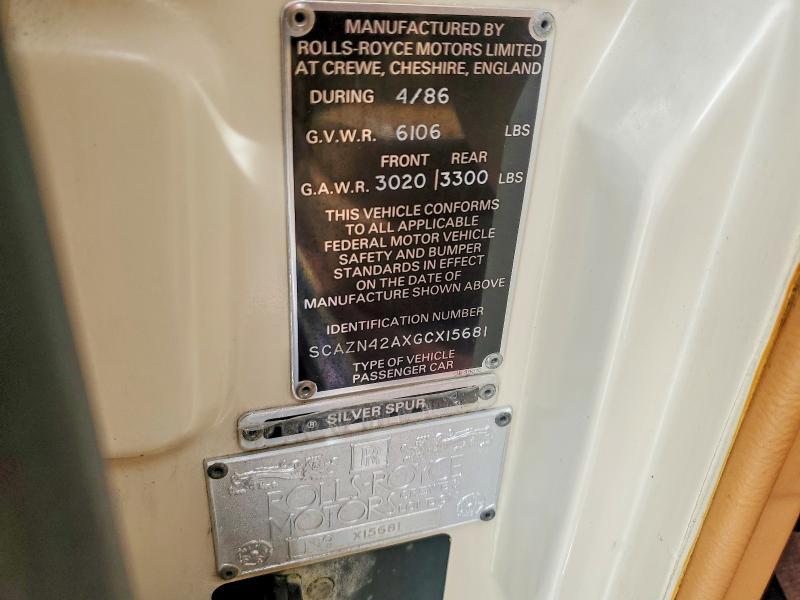 MANUFACTURED BY
ROLLS-ROYCE MOTORS LIMITED
AT CREWE, CHESHIRE, ENGLAND
DURING 4/86
G.V.W.R. 6106 LBS
FRONT REAR
G.A.W.R. 3020 / 3300 LBS
THIS VEHICLE CONFORMS
TO ALL APPLICABLE
FEDERAL MOTOR VEHICLE
SAFETY AND BUMPER
STANDARDS IN EFFECT
ON THE DATE OF
MANUFACTURE SHOWN ABOVE
IDENTIFICATION NUMBER
SCAZN42AXGCX15681
TYPE OF VEHICLE
PASSENGER CAR
® SILVER SPUR
RR
ROLLS-ROYCE
MOTORS
No X15681